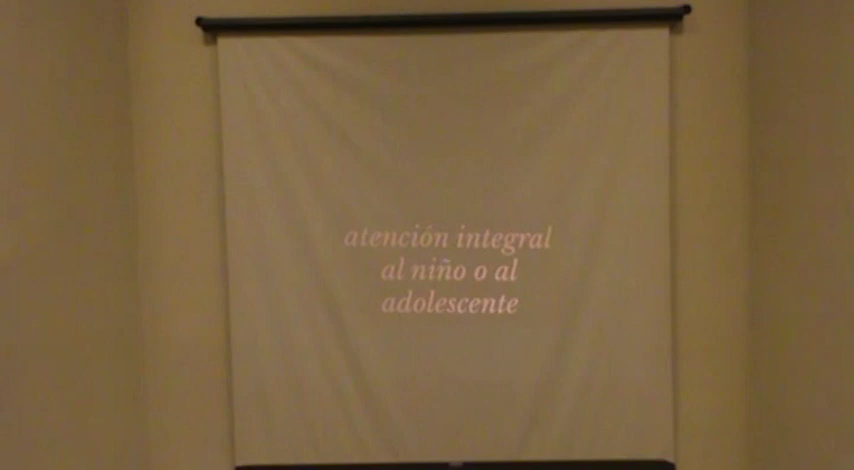 atención integral
al niño o al
adolescente